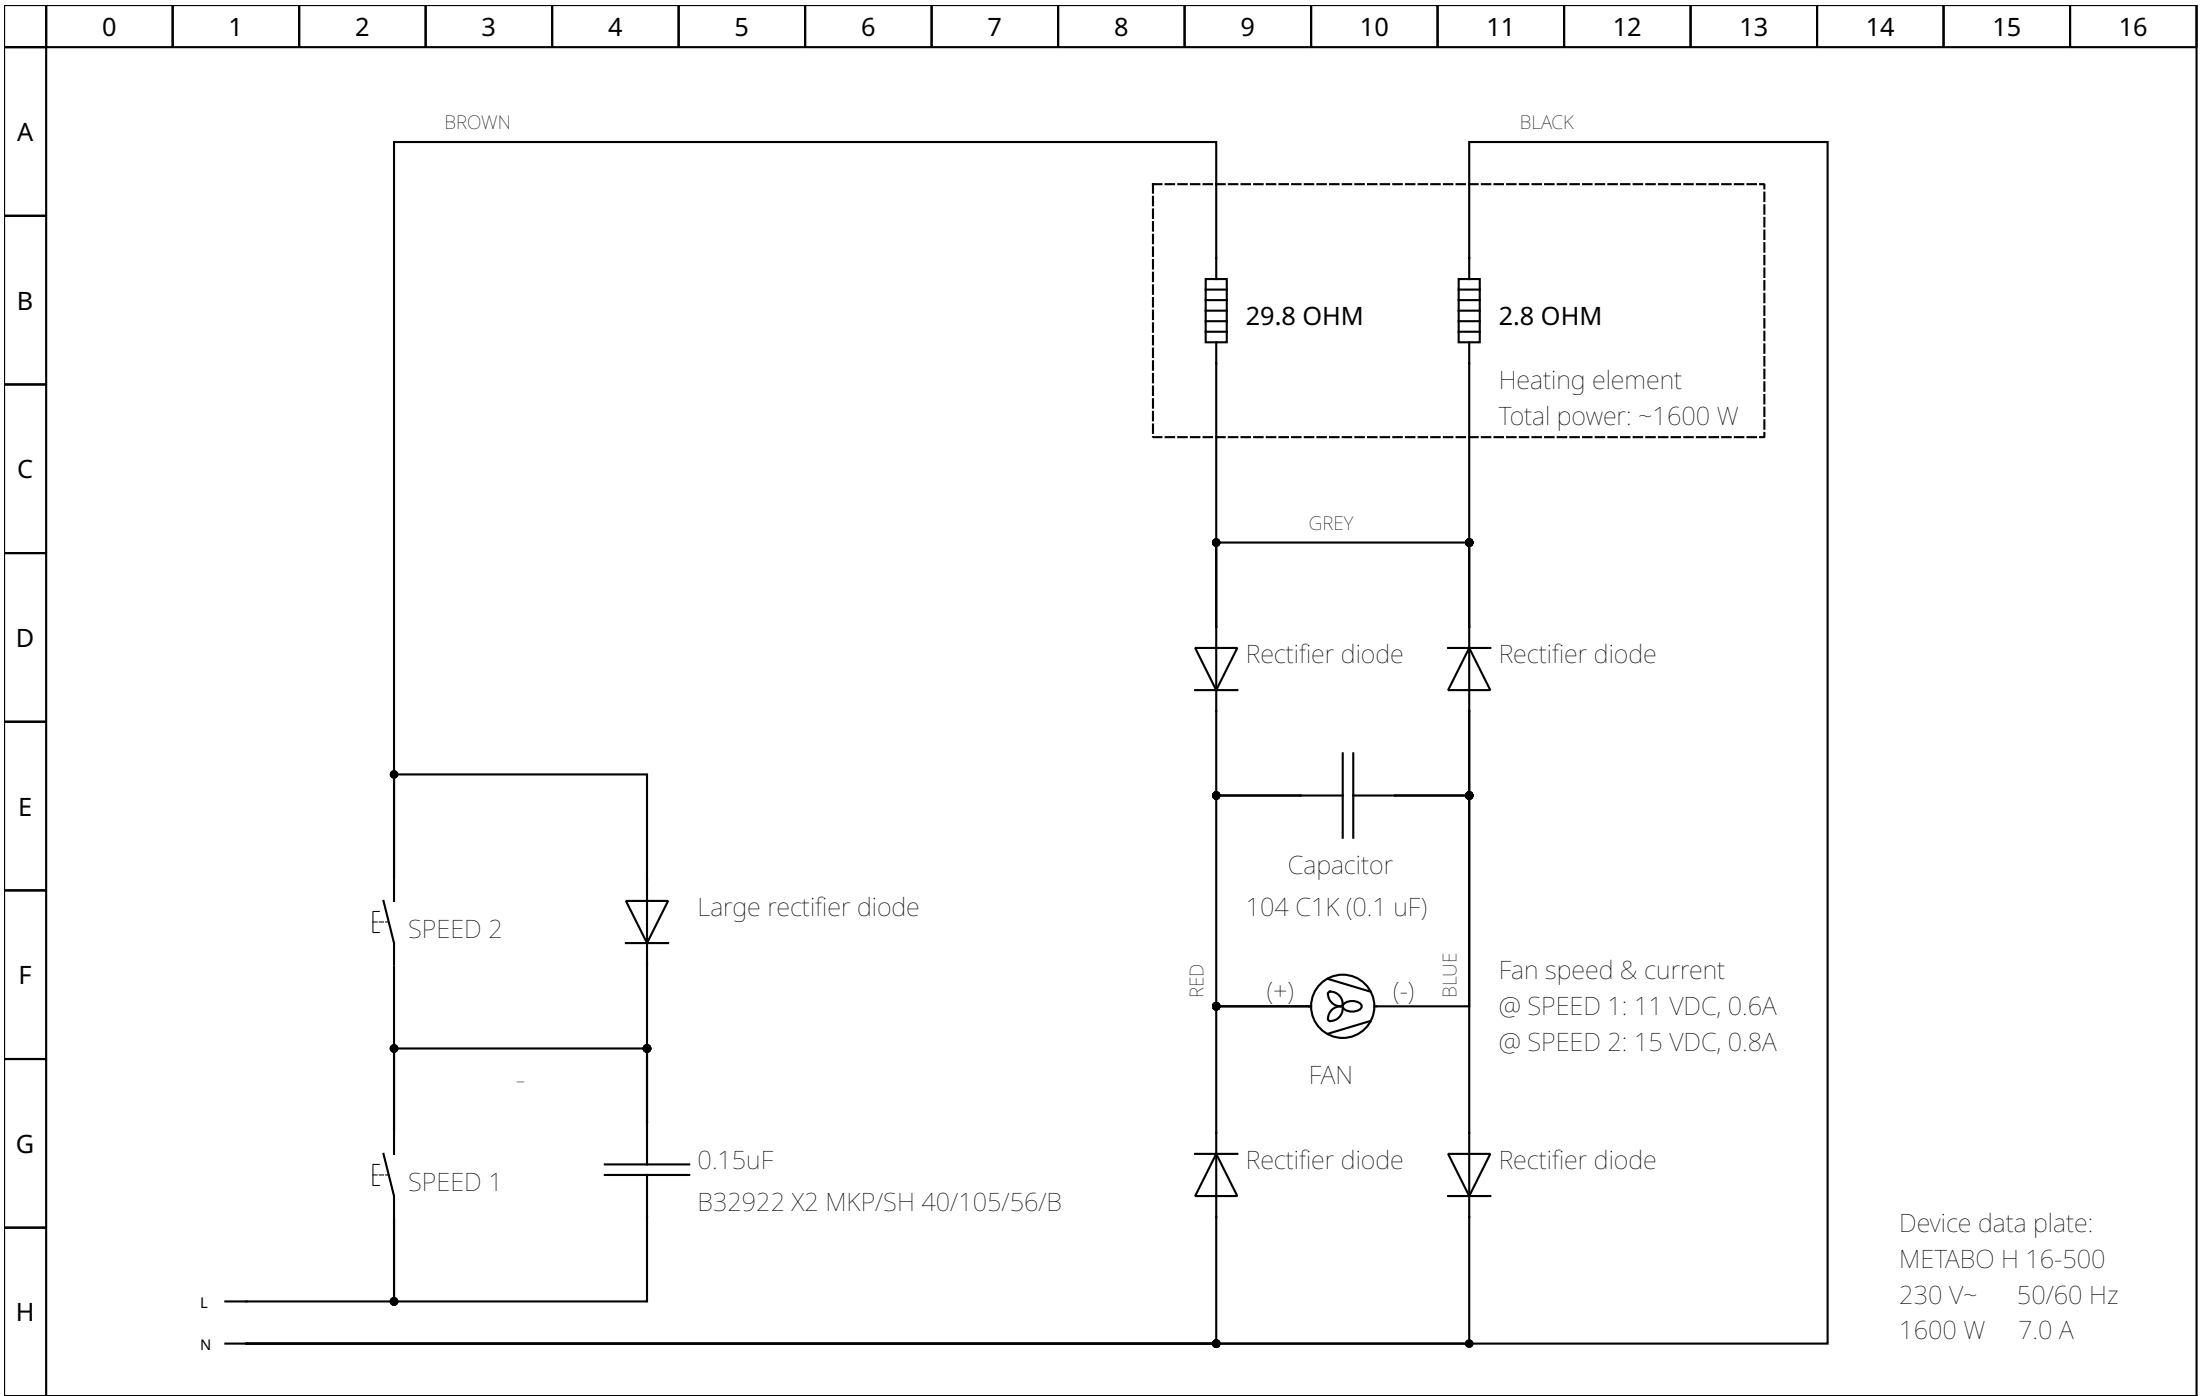 0 1 2 3 4 5 6 7 8 9 10 11 12 13 14 15 16
A
BROWN
BLACK
B
29.8 OHM
2.8 OHM
Heating element
Total power: ~1600 W
C
GREY
D
Rectifier diode
Rectifier diode
E
Capacitor
104 C1K (0.1 uF)
Large rectifier diode
SPEED 2
F
RED
(+)
(-)
BLUE
Fan speed & current
@ SPEED 1: 11 VDC, 0.6A
@ SPEED 2: 15 VDC, 0.8A
FAN
-
G
0.15uF
B32922 X2 MKP/SH 40/105/56/B
SPEED 1
Rectifier diode
Rectifier diode
H
L
N
Device data plate:
METABO H 16-500
230 V~ 50/60 Hz
1600 W 7.0 A